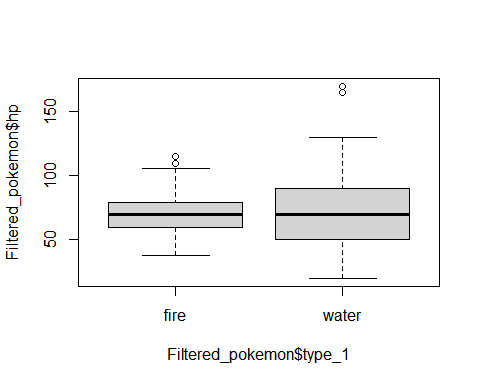 Filtered_pokemon$hp
150
100
50
fire water
Filtered_pokemon$type_1